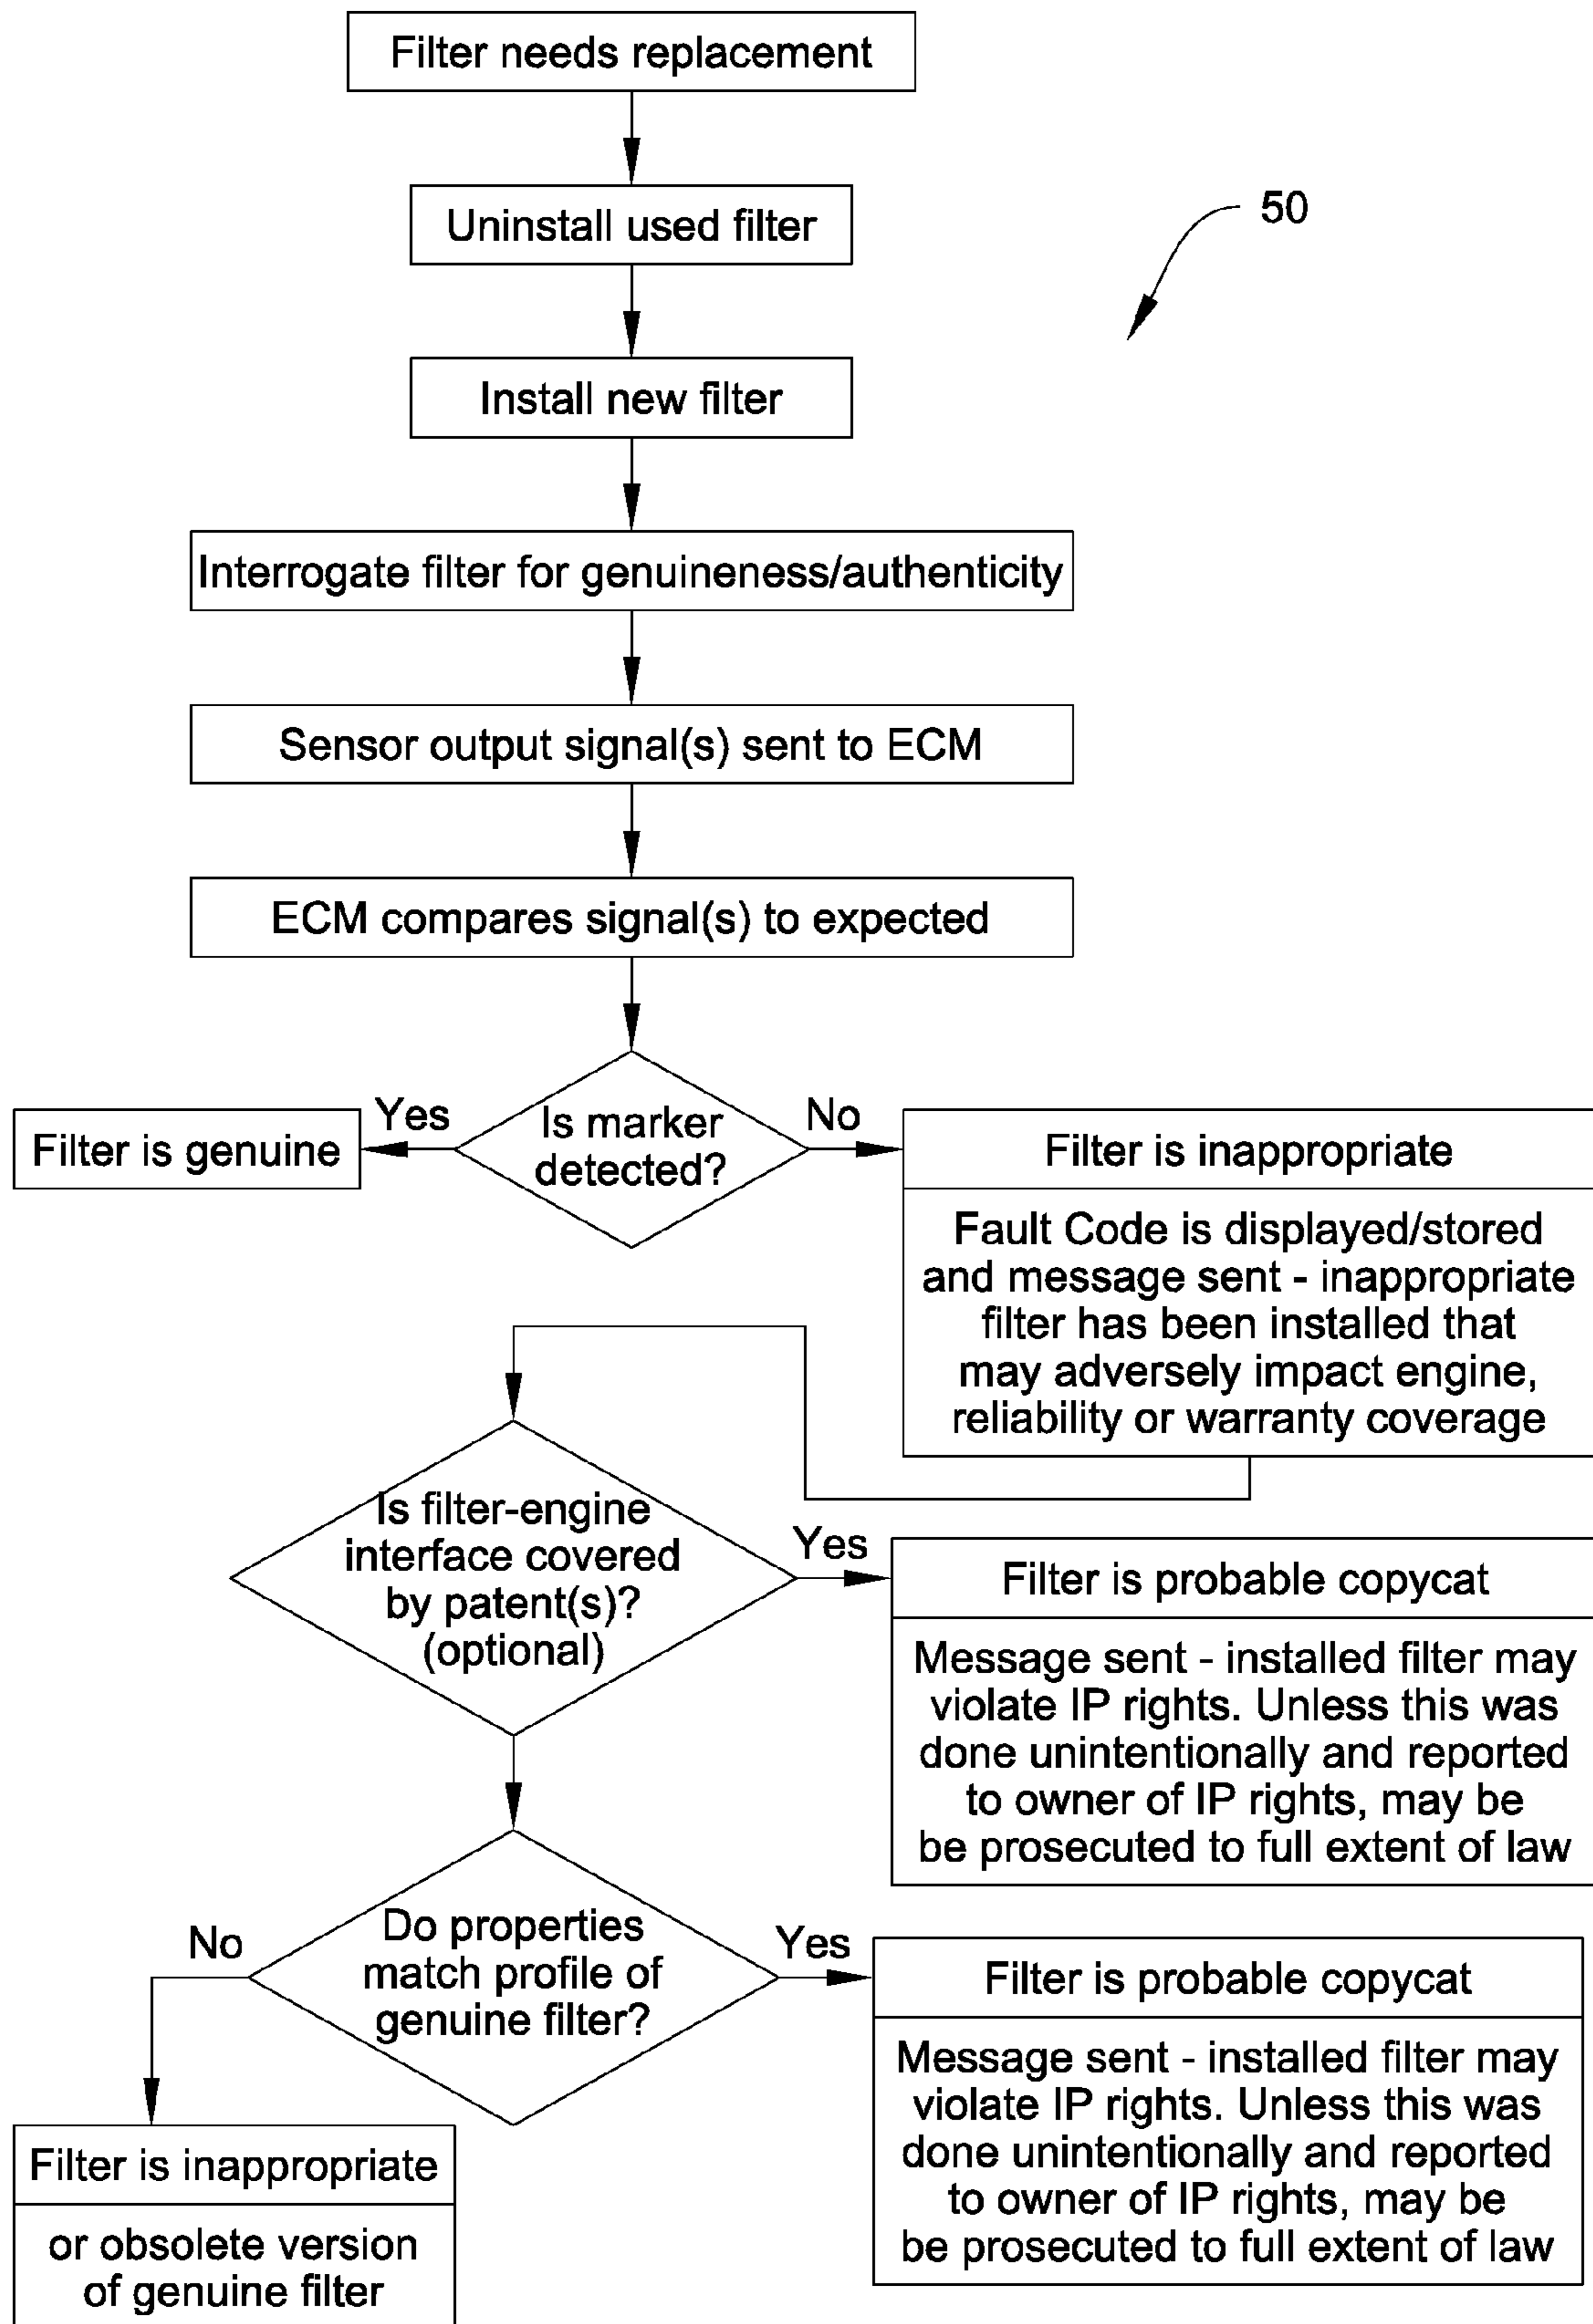 Filter needs replacement
Uninstall used filter
50
Install new filter
Interrogate filter for genuineness/authenticity
Sensor output signal(s) sent to ECM
ECM compares signal(s) to expected
Is marker
detected?
Yes
No
Filter is genuine
Filter is inappropriate
Fault Code is displayed/stored
and message sent - inappropriate
filter has been installed that
may adversely impact engine,
reliability or warranty coverage
Is filter-engine
interface covered
by patent(s)?
(optional)
Yes
Filter is probable copycat
Message sent - installed filter may
violate IP rights. Unless this was
done unintentionally and reported
to owner of IP rights, may be
be prosecuted to full extent of law
Do properties
match profile of
genuine filter?
No
Yes
Filter is probable copycat
Message sent - installed filter may
violate IP rights. Unless this was
done unintentionally and reported
to owner of IP rights, may be
be prosecuted to full extent of law
Filter is inappropriate
or obsolete version
of genuine filter